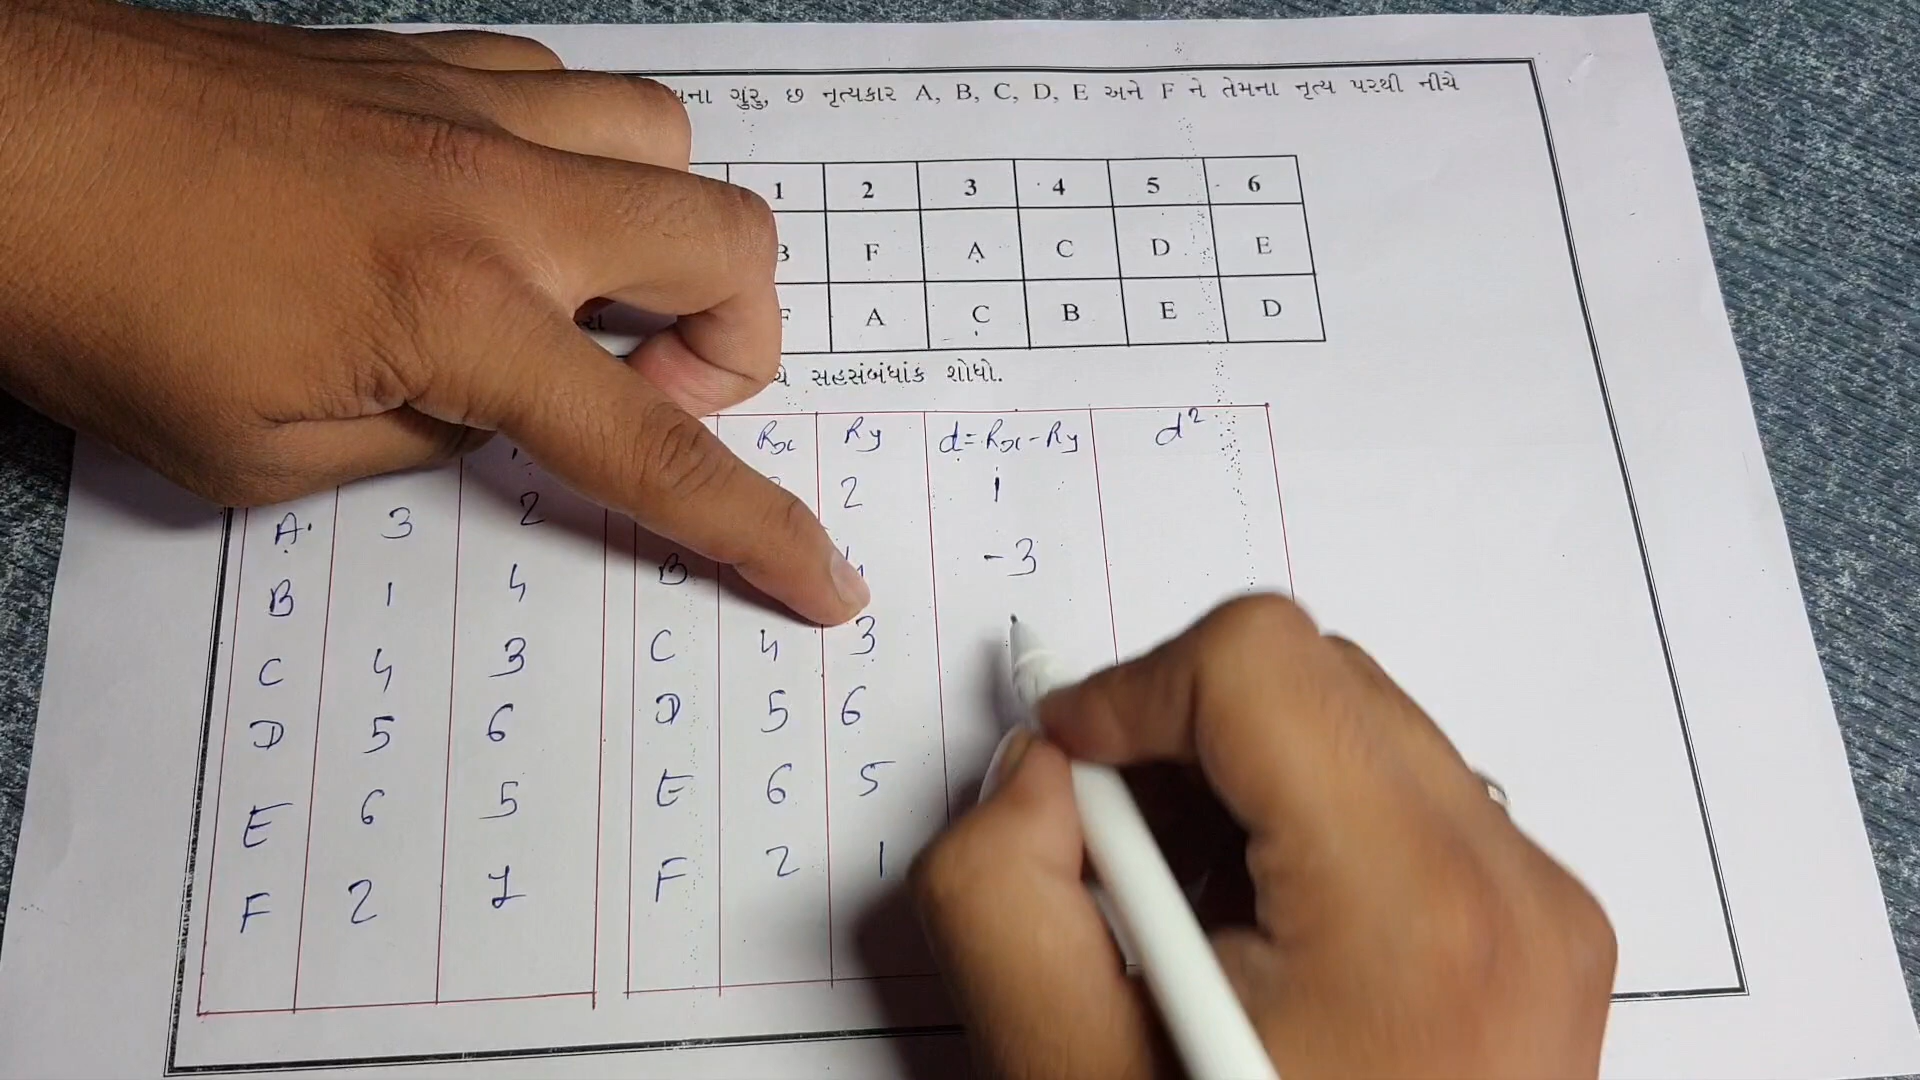 ગુરુ, છ નૃત્યકાર A, B, C, D, E અને F ને તેમના નૃત્ય પરથી નીચે
1 2 3 4 5 6
B F A C D E
F A C B E D
સહસંબંધાંક શોધો.
Rx Ry d=Rx-Ry d²
A 3 2 2 1
B 1 4 B -3
C 4 3 C 4 3
D 5 6 D 5 6
E 6 5 E 6 5
F 2 1 F 2 1